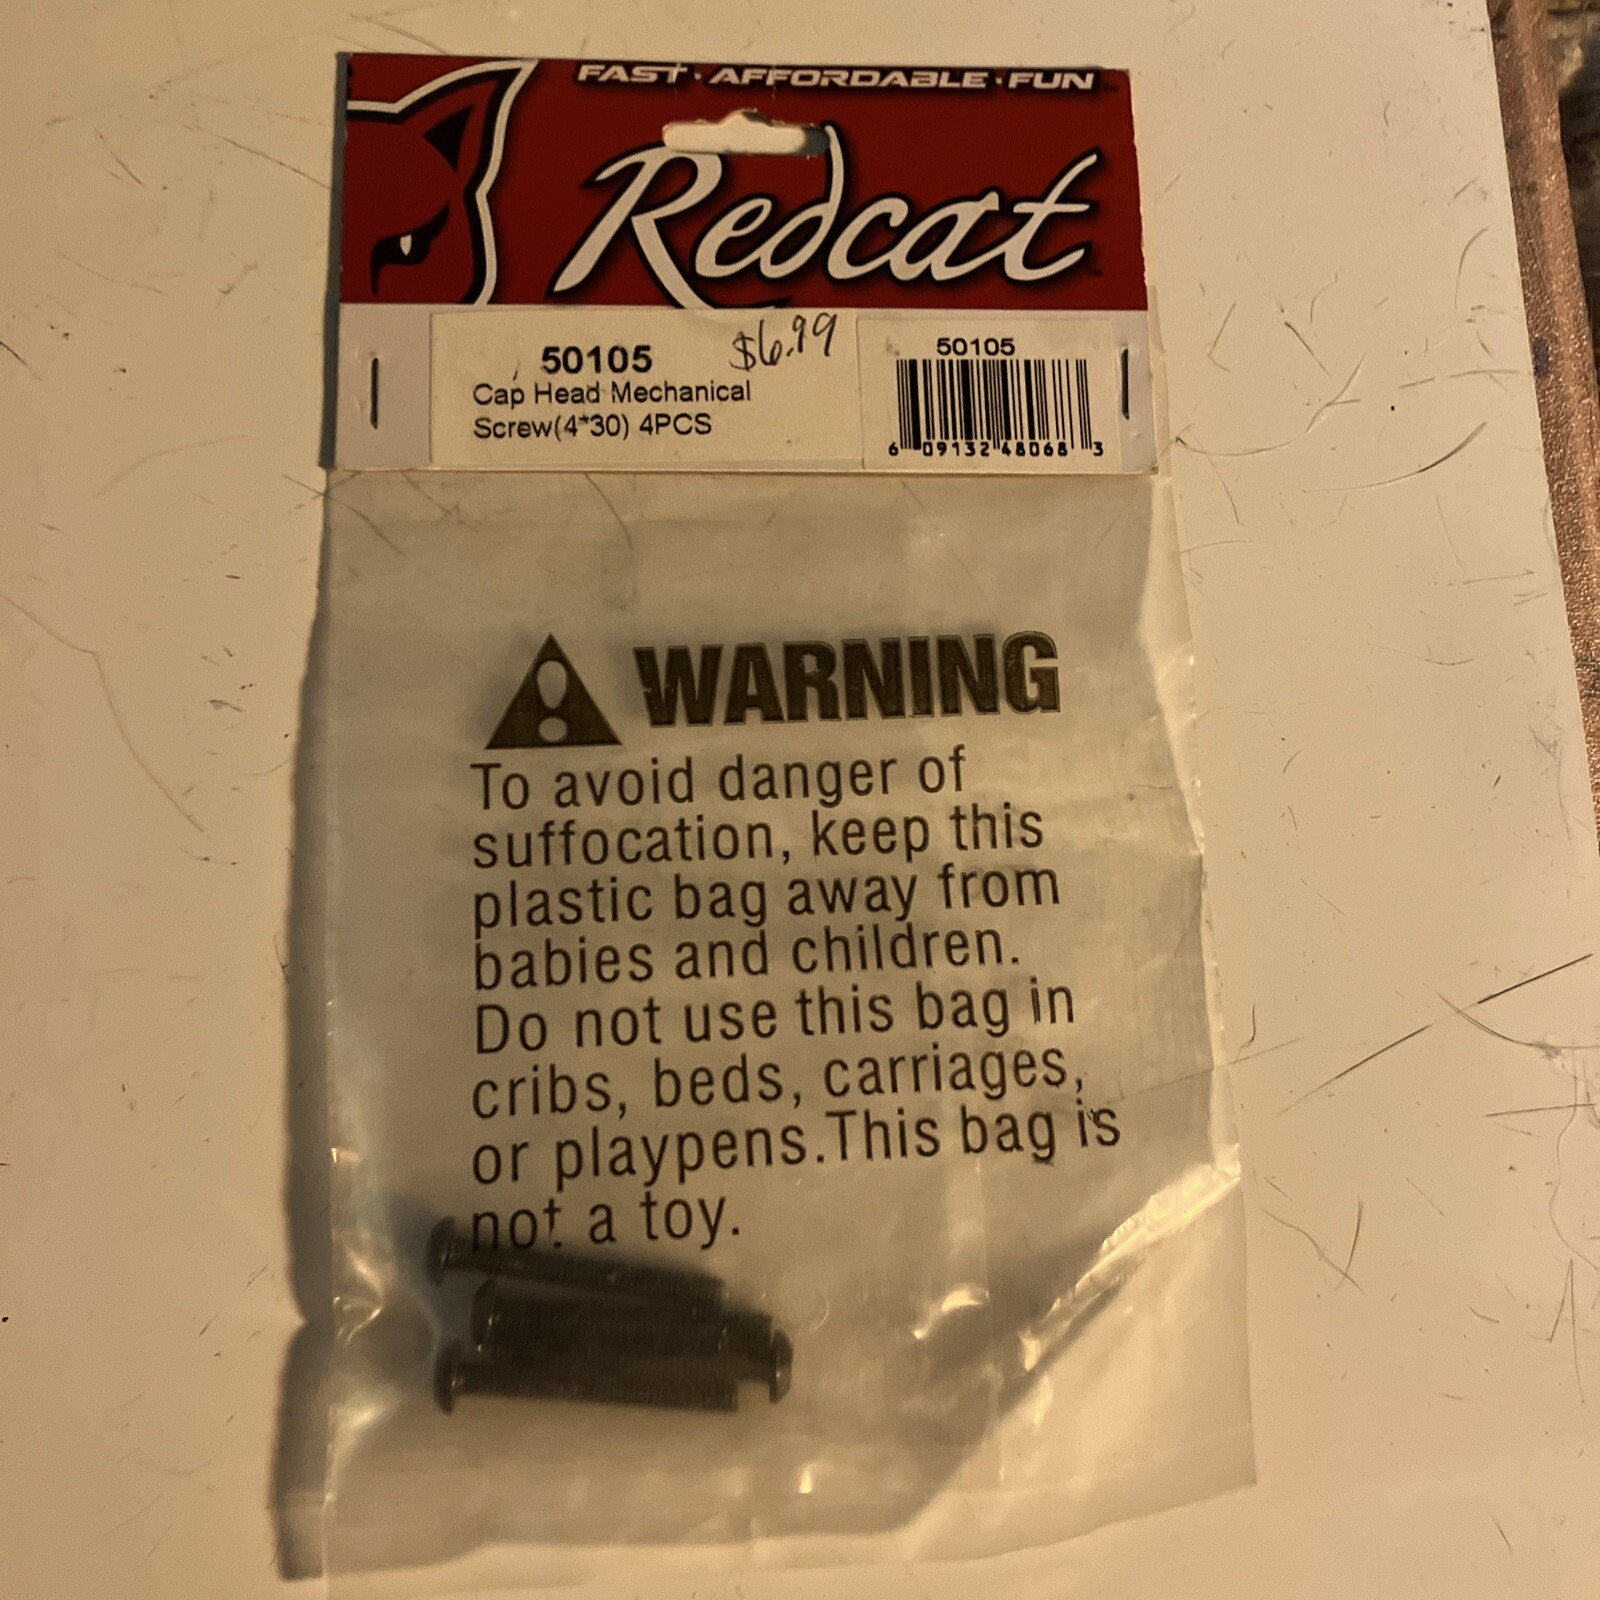 FAST · AFFORDABLE · FUN™
Redcat™
50105
$6.99
Cap Head Mechanical
Screw(4*30) 4PCS
50105
6 09132 48068 3
WARNING
To avoid danger of
suffocation, keep this
plastic bag away from
babies and children.
Do not use this bag in
cribs, beds, carriages,
or playpens.This bag is
not a toy.